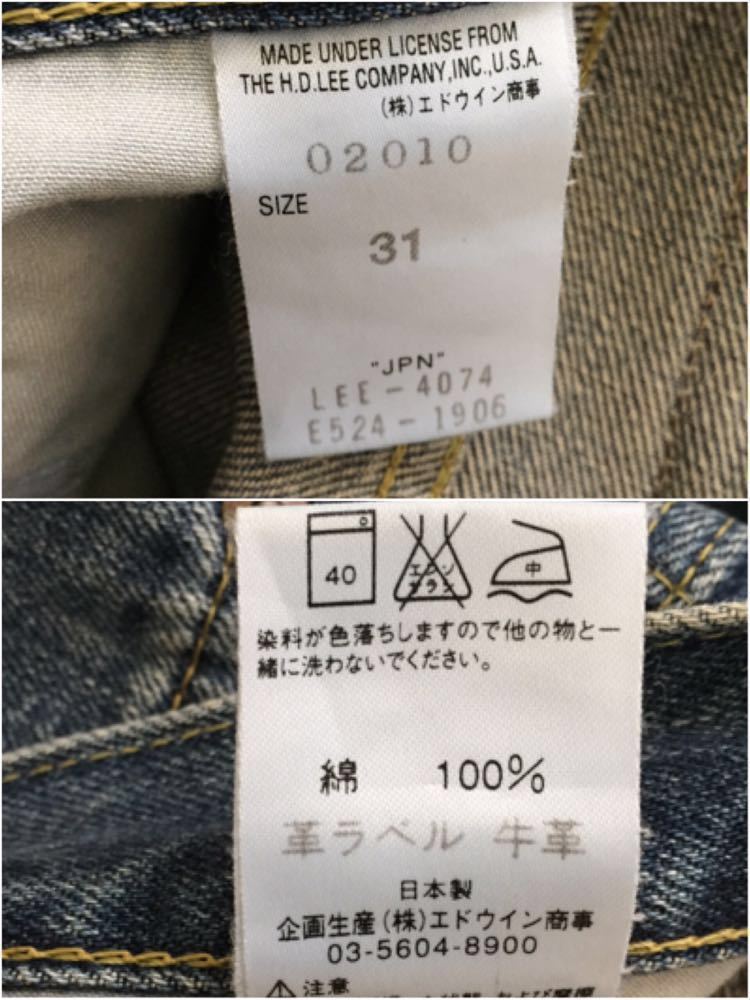 MADE UNDER LICENSE FROM
THE H.D.LEE COMPANY,INC.,U.S.A.
(株)エドウイン商事
02010
SIZE
31
"JPN"
LEE-4074
E524-1906
40
エンソ
サラシ
中
染料が色落ちしますので他の物と一
緒に洗わないでください。
綿 100%
革ラベル 牛革
日本製
企画生産(株)エドウイン商事
03-5604-8900
注意